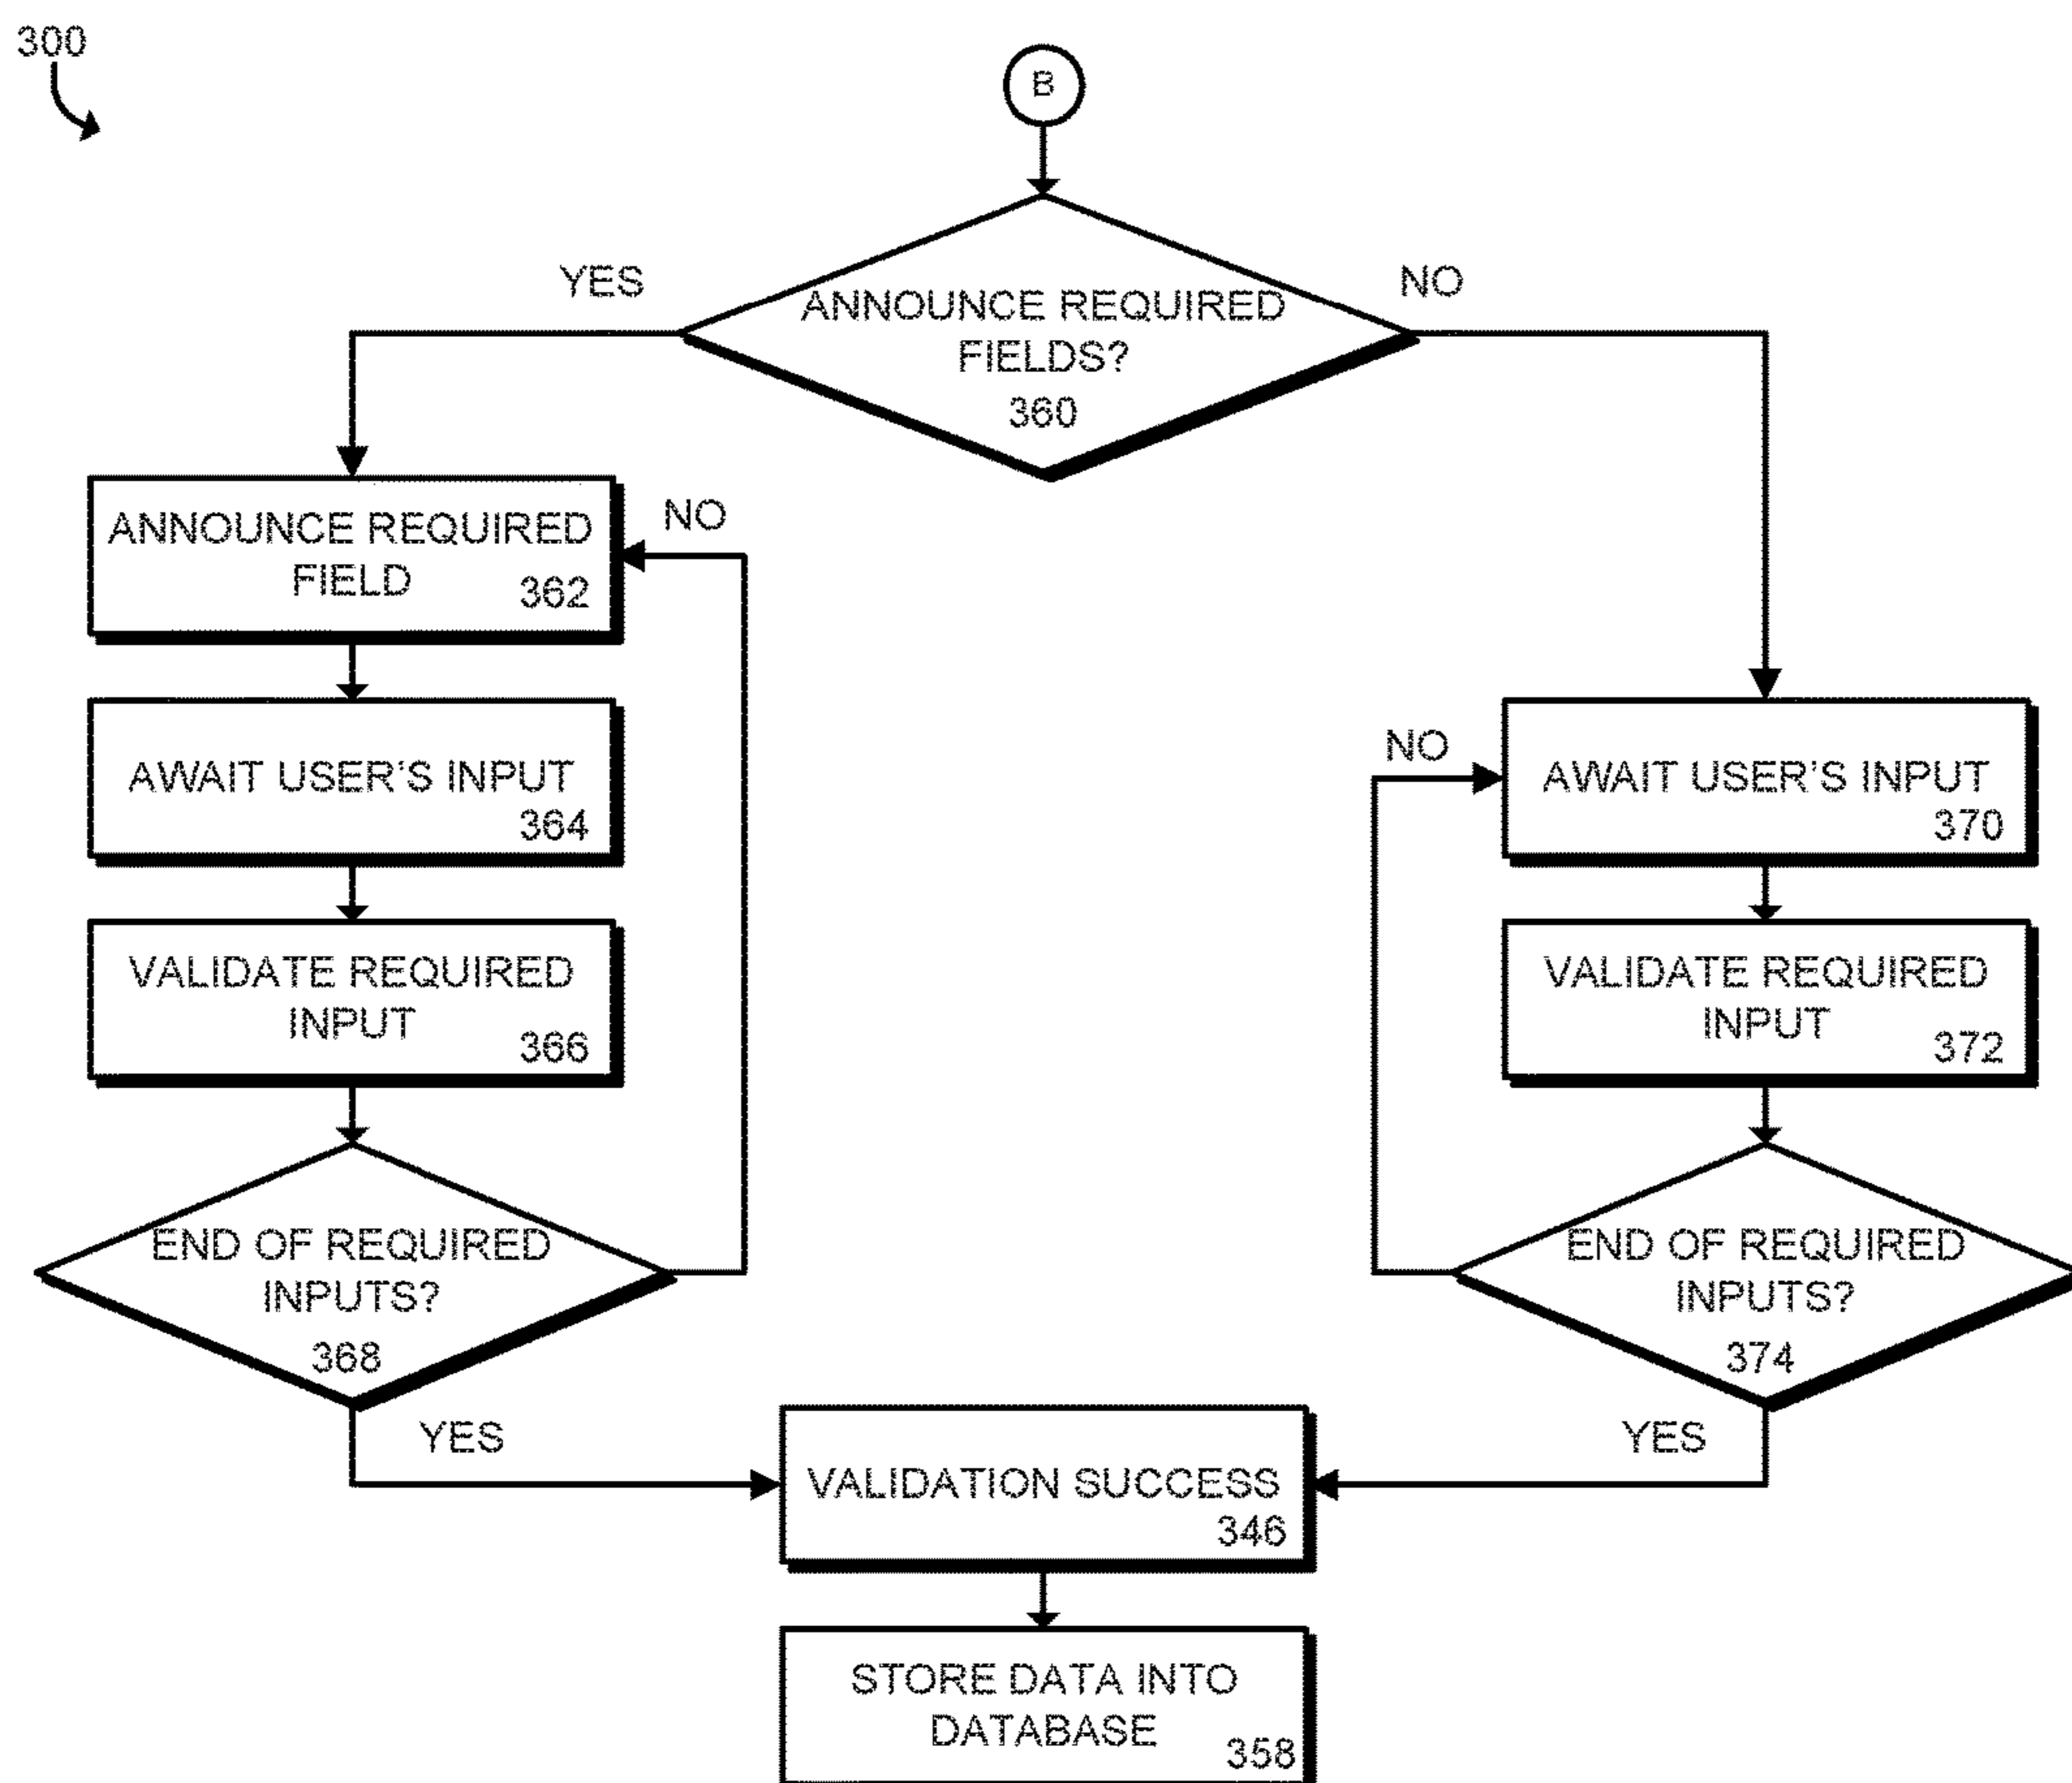 300
B
YES
NO
ANNOUNCE REQUIRED
FIELDS?
360
ANNOUNCE REQUIRED
FIELD
362
NO
AWAIT USER'S INPUT
364
VALIDATE REQUIRED
INPUT
366
END OF REQUIRED
INPUTS?
368
YES
NO
AWAIT USER'S INPUT
370
VALIDATE REQUIRED
INPUT
372
END OF REQUIRED
INPUTS?
374
YES
VALIDATION SUCCESS
346
STORE DATA INTO
DATABASE
358